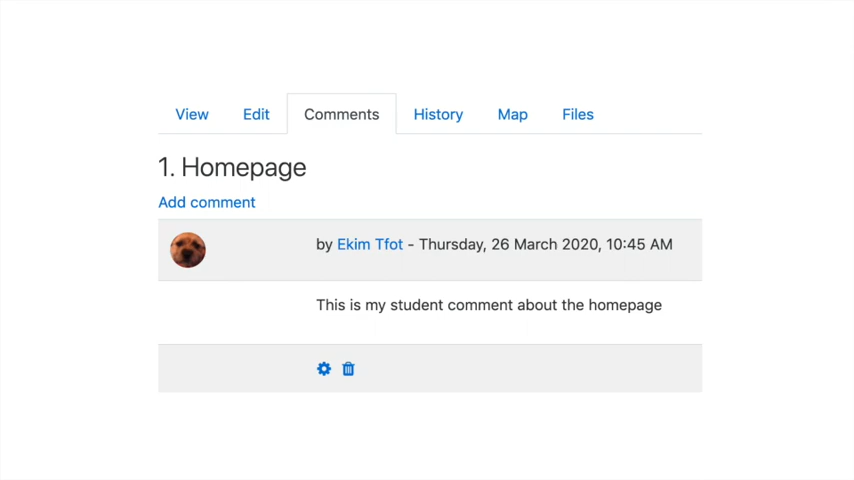 View Edit Comments History Map Files
1. Homepage
Add comment
by Ekim Tfot - Thursday, 26 March 2020, 10:45 AM
This is my student comment about the homepage